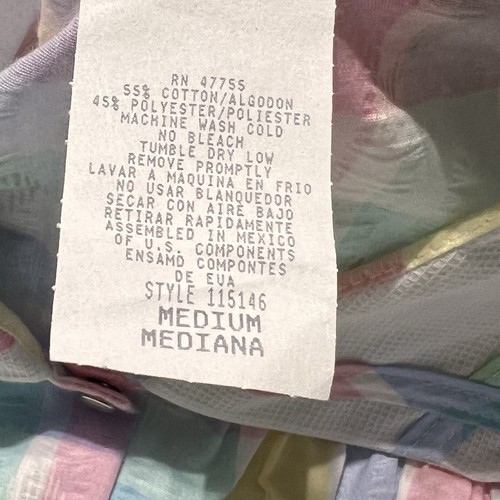 RN 47755
55% COTTON/ALGODON
45% POLYESTER/POLIESTER
MACHINE WASH COLD
NO BLEACH
TUMBLE DRY LOW
REMOVE PROMPTLY
LAVAR A MAQUINA EN FRIO
NO USAR BLANQUEDOR
SECAR CON AIRE BAJO
RETIRAR RAPIDAMENTE
ASSEMBLED IN MEXICO
OF U.S. COMPONENTS
ENSAMD COMPONTES
DE EUA
STYLE 115146
MEDIUM
MEDIANA